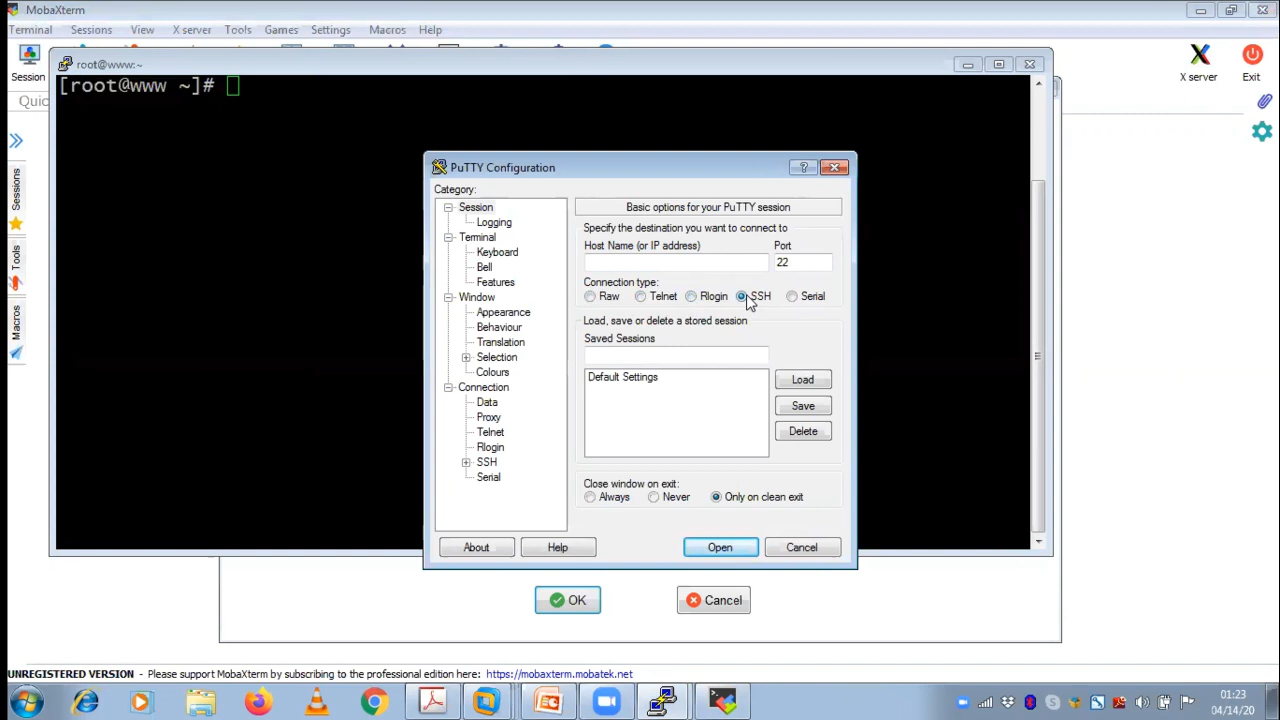 MobaXterm
Terminal Sessions View X server Tools Games Settings Macros Help
Session
X server Exit
root@www:~
[root@www ~]#
Quic
Sessions
Tools
Macros
PuTTY Configuration
?
Category:
Session
Logging
Terminal
Keyboard
Bell
Features
Window
Appearance
Behaviour
Translation
Selection
Colours
Connection
Data
Proxy
Telnet
Rlogin
SSH
Serial
Basic options for your PuTTY session
Specify the destination you want to connect to
Host Name (or IP address) Port
22
Connection type:
Raw Telnet Rlogin SSH Serial
Load, save or delete a stored session
Saved Sessions
Default Settings
Load
Save
Delete
Close window on exit:
Always Never Only on clean exit
About Help Open Cancel
OK Cancel
UNREGISTERED VERSION - Please support MobaXterm by subscribing to the professional edition here: https://mobaxterm.mobatek.net
01:23
04/14/20